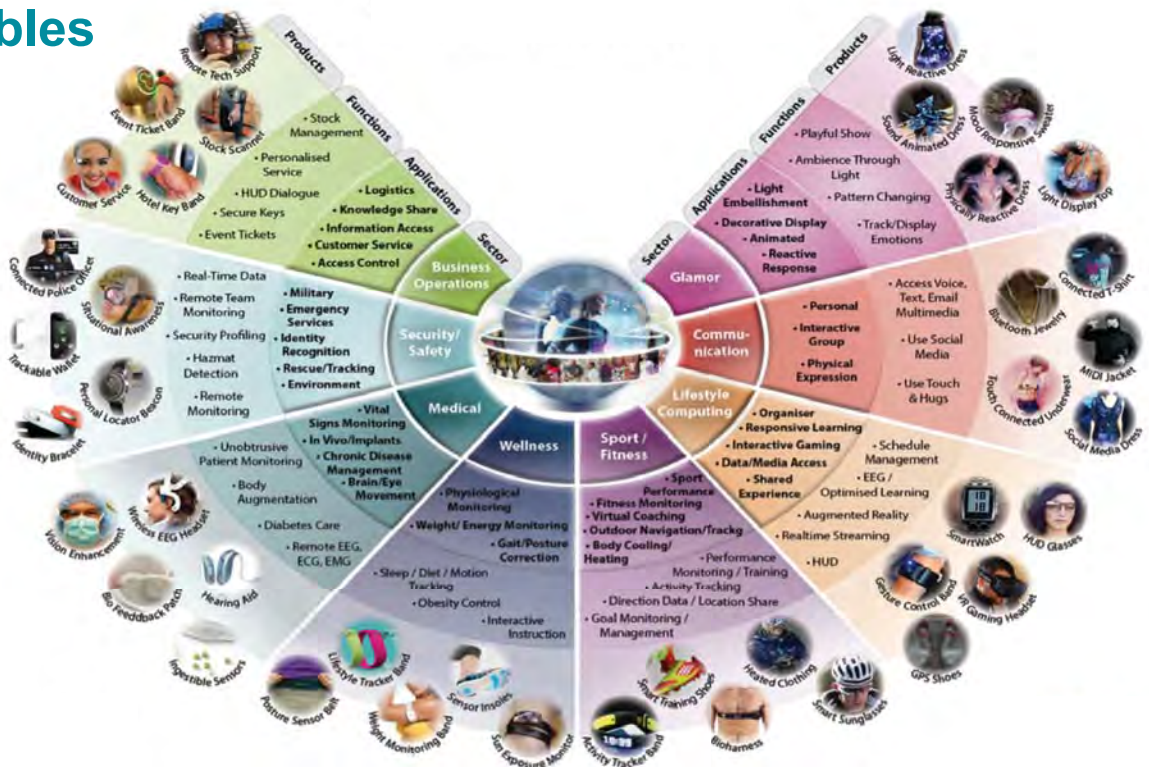 bles
Products
Functions
Applications
Sector
Remote Tech Support
Event Ticket Band
Stock Scanner
Customer Service
Hotel Key Band
• Stock
Management
• Personalised
Service
• HUD Dialogue
• Secure Keys
• Event Tickets
• Logistics
• Knowledge Share
• Information Access
• Customer Service
• Access Control
Business
Operations
Connected Police Officer
Situational Awareness
Trackable Wallet
Personal Locator Beacon
Identity Bracelet
• Real-Time Data
• Remote Team
Monitoring
• Security Profiling
• Hazmat
Detection
• Remote
Monitoring
• Military
• Emergency
Services
• Identity
Recognition
• Rescue/Tracking
• Environment
Security/
Safety
Vision Enhancement
Wireless EEG Headset
Bio Feeddback Patch
Hearing Aid
Ingestible Sensors
• Unobtrusive
Patient Monitoring
• Body
Augmentation
• Diabetes Care
• Remote EEG,
ECG, EMG
• Vital
Signs Monitoring
• In Vivo/Implants
• Chronic Disease
Management
• Brain/Eye
Movement
Medical
Wellness
• Physiological
Monitoring
• Weight/ Energy Monitoring
• Gait/Posture
Correction
• Sleep / Diet / Motion
Tracking
• Obesity Control
• Interactive
Instruction
Posture Sensor Belt
Lifestyle Tracker Band
Weight Monitoring Band
Sensor Insoles
Sun Exposure Monitor
Sport /
Fitness
• Sport
Performance
• Fitness Monitoring
• Virtual Coaching
• Outdoor Navigation/Trackg
• Body Cooling/
Heating
• Performance
Monitoring / Training
• Activity Tracking
• Direction Data / Location Share
• Goal Monitoring /
Management
Activity Tracker Band
Smart Training Shoes
Bioharness
Heated Clothing
Smart Sunglasses
Lifestyle
Computing
• Organiser
• Responsive Learning
• Interactive Gaming
• Data/Media Access
• Shared
Experience
• Schedule
Management
• EEG /
Optimised Learning
• Augmented Reality
• Realtime Streaming
• HUD
SmartWatch
HUD Glasses
Gesture Control Band
VR Gaming Headset
GPS Shoes
Commu-
nication
• Personal
• Interactive
Group
• Physical
Expression
• Access Voice,
Text, Email
Multimedia
• Use Social
Media
• Use Touch
& Hugs
Connected T-Shirt
Bluetooth Jewelry
MIDI Jacket
Touch Connected Underwear
Social Media Dress
Products
Functions
Applications
Sector
Glamor
• Light
Embellishment
• Decorative Display
• Animated
• Reactive
Response
• Playful Show
• Ambience Through
Light
• Pattern Changing
• Track/Display
Emotions
Light Reactive Dress
Sound Animated Dress
Mood Responsive Sweater
Physically Reactive Dress
Light Display Top